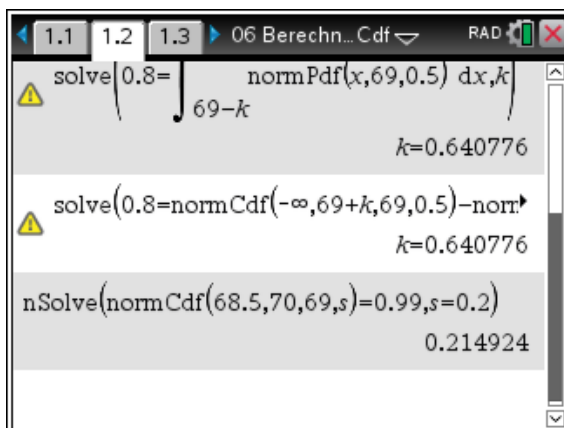 1.1 1.2 1.3 06 Berechn...Cdf RAD
solve(0.8=∫ normPdf(x,69,0.5) dx,k)
69−k
k=0.640776
solve(0.8=normCdf(-∞,69+k,69,0.5)−norm
k=0.640776
nSolve(normCdf(68.5,70,69,s)=0.99,s=0.2)
0.214924